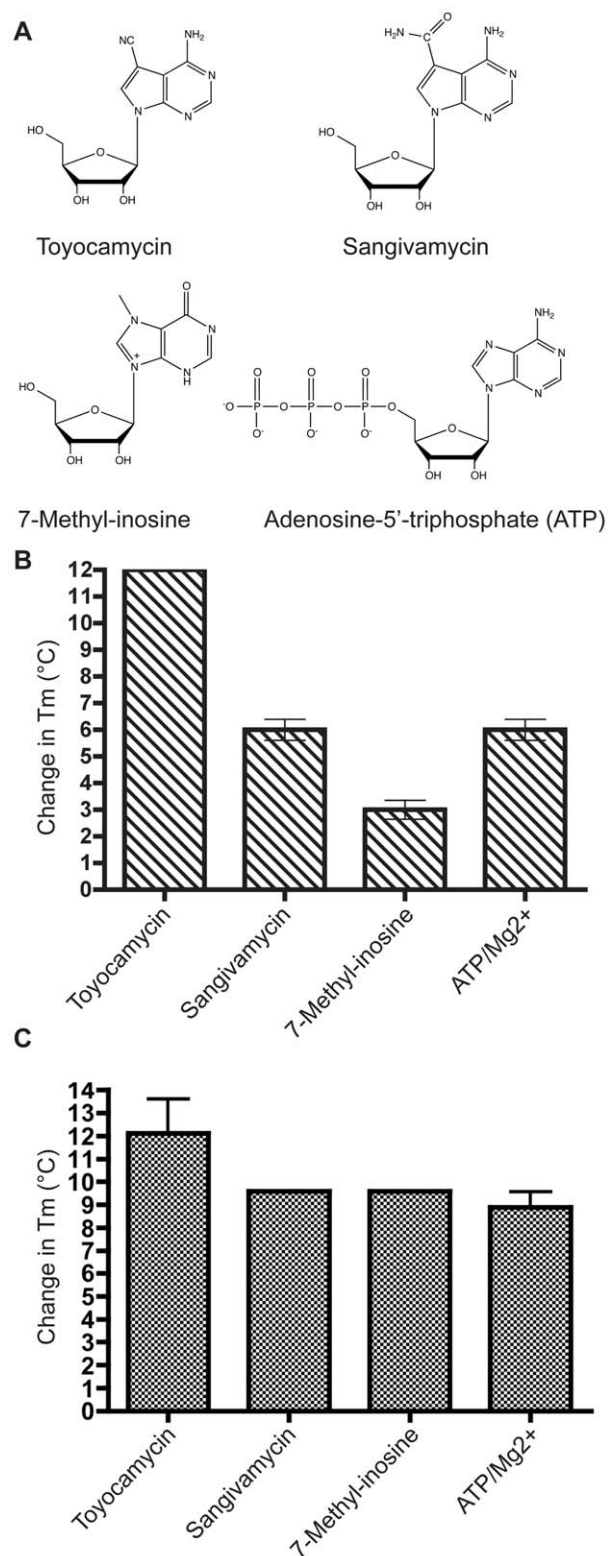 A
NC NH₂
N
N
N
HO
O
OH OH
Toyocamycin
O
H₂N C NH₂
N
N
N
HO
O
OH OH
Sangivamycin
O
N N
N+ N
H
HO
O
OH OH
7-Methyl-inosine
NH₂
N N
N N
O O O
-O P O P O P O
O- O- O-
O
OH OH
Adenosine-5'-triphosphate (ATP)
B
Change in Tm (°C)
12
11
10
9
8
7
6
5
4
3
2
1
0
Toyocamycin
Sangivamycin
7-Methyl-inosine
ATP/Mg2+
C
Change in Tm (°C)
14
13
12
11
10
9
8
7
6
5
4
3
2
1
0
Toyocamycin
Sangivamycin
7-Methyl-inosine
ATP/Mg2+